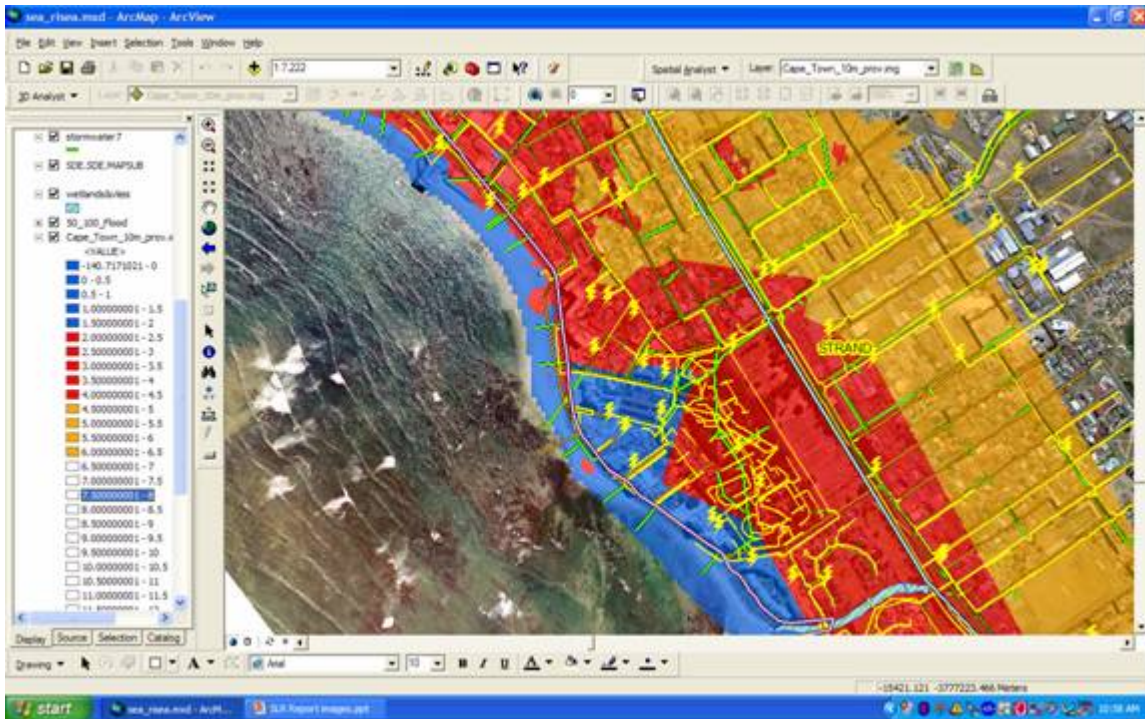 sea_risea.mxd - ArcMap - ArcView
File Edit View Insert Selection Tools Window Help
1:7,222
Spatial Analyst Layer: Cape_Town_10m_prov.img
3D Analyst Layer: Cape_Town_10m_prov.img 0
stormwater7
SDE.SDE.MAPSUB
50_100_Flood
Cape_Town_10m_prov.i
<VALUE>
-140.7171021 - 0
0 - 0.5
0.5 - 1
1.000000001 - 1.5
1.500000001 - 2
2.000000001 - 2.5
2.500000001 - 3
3.000000001 - 3.5
3.500000001 - 4
4.000000001 - 4.5
4.500000001 - 5
5.000000001 - 5.5
5.500000001 - 6
6.000000001 - 6.5
6.500000001 - 7
7.000000001 - 7.5
7.500000001 - 8
8.000000001 - 8.5
8.500000001 - 9
9.000000001 - 9.5
9.500000001 - 10
10.00000001 - 10.5
10.50000001 - 11
11.00000001 - 11.5
STRAND
Display Source Selection Catalog
Drawing A Arial 10 B I U A
-15421.121 -3777223.466 Meters
start sea_risea.mxd - ArcM... SLR Report images.ppt 10:58 AM